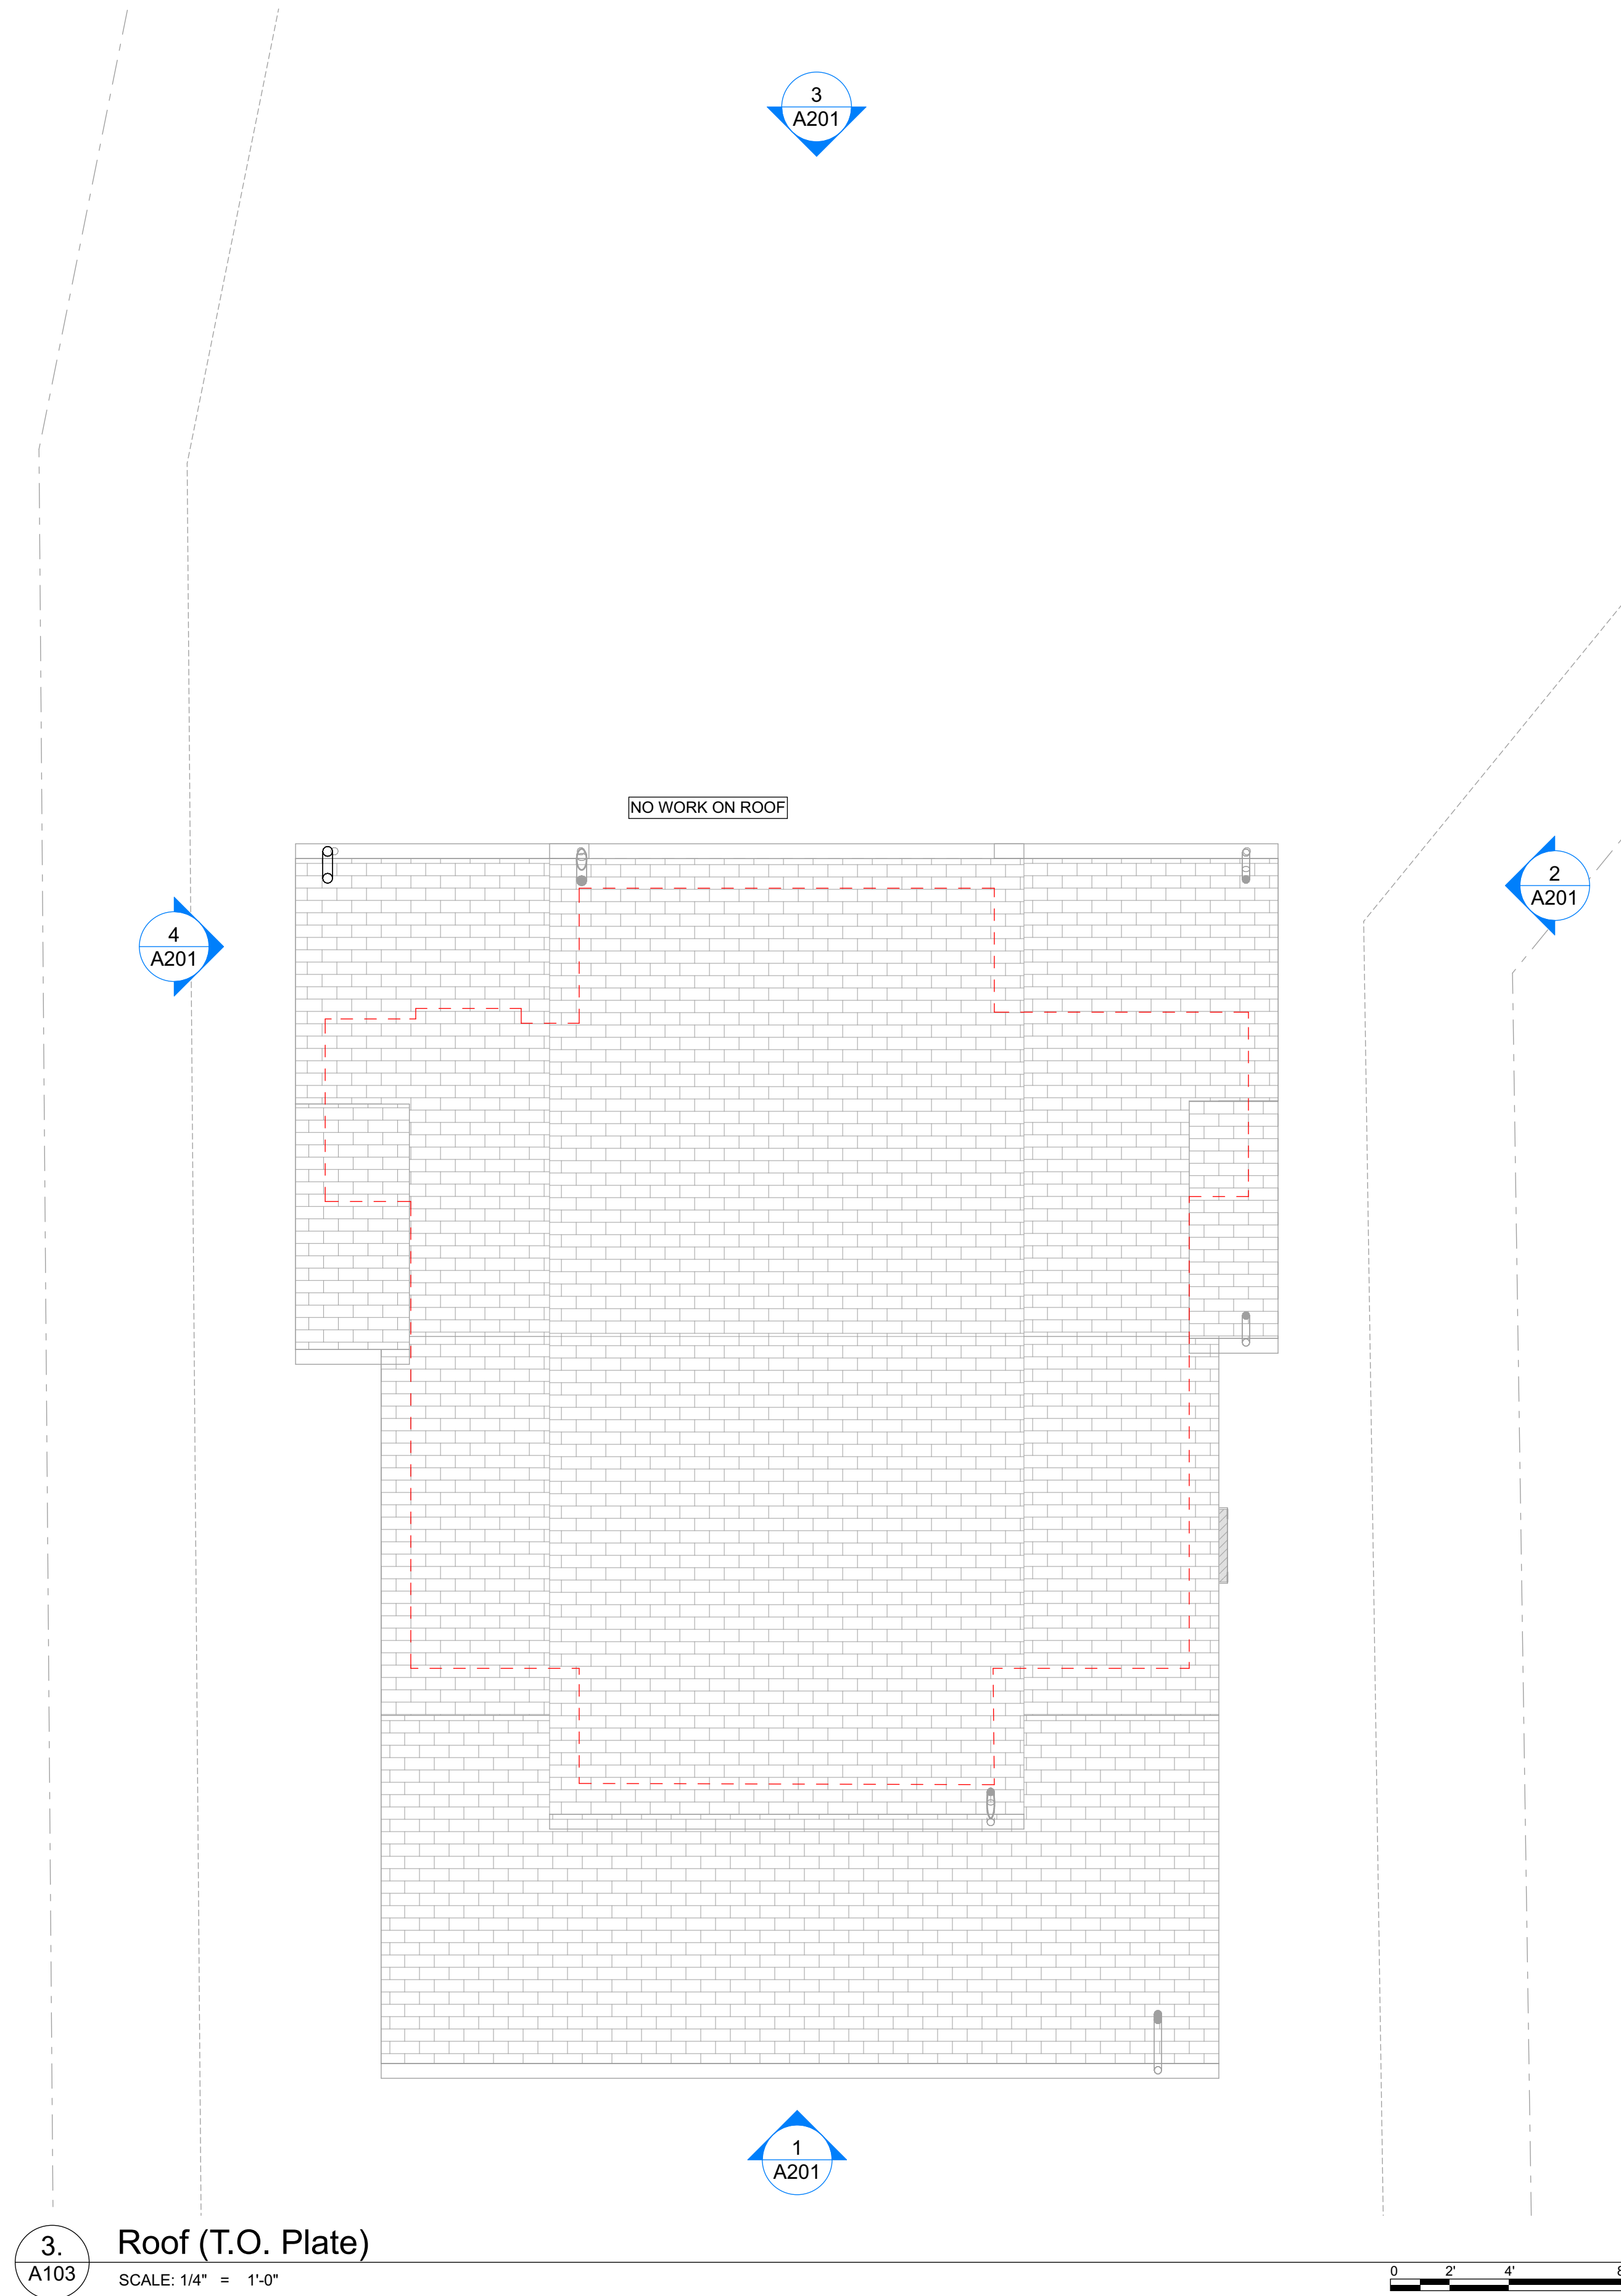 3
A201
NO WORK ON ROOF
2
A201
4
A201
1
A201
3.
A103
Roof (T.O. Plate)
SCALE: 1/4" = 1'-0"
0 2' 4'